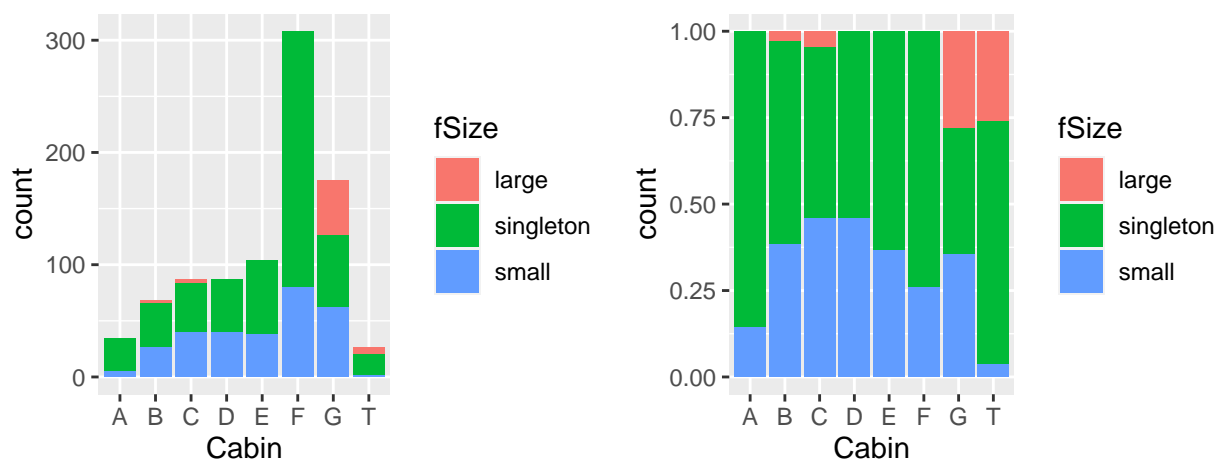 300
200
100
0
count
A B C D E F G T
Cabin
fSize
large
singleton
small
1.00
0.75
0.50
0.25
0.00
count
A B C D E F G T
Cabin
fSize
large
singleton
small